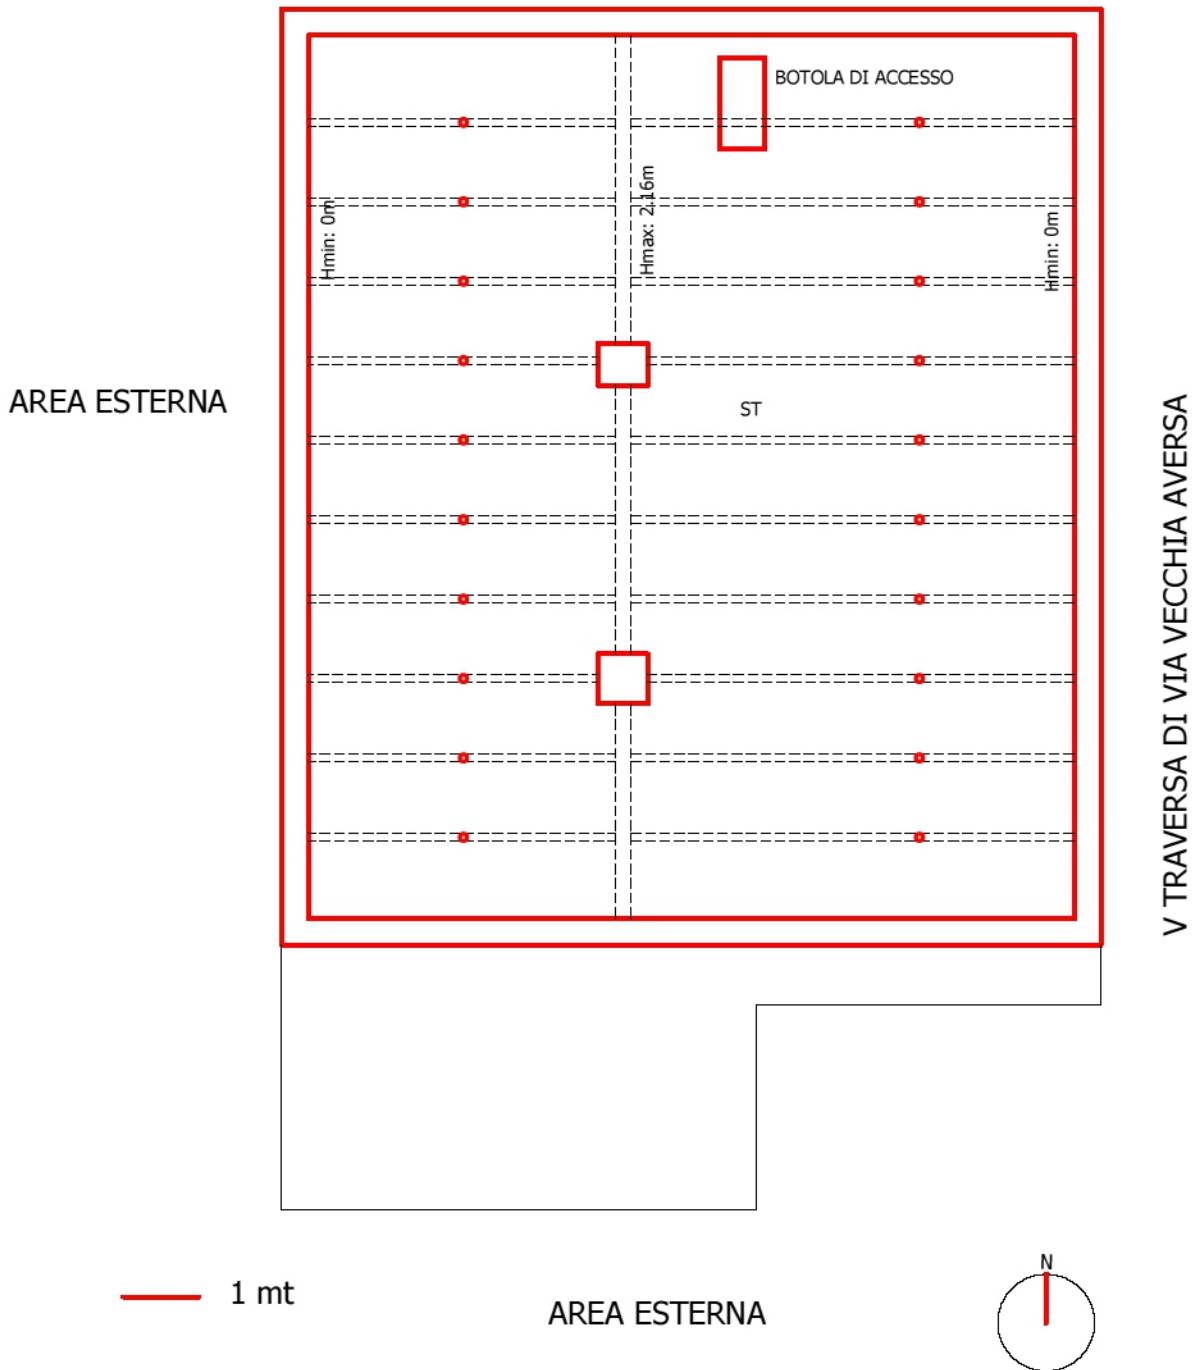 BOTOLA DI ACCESSO
Hmax: 2.16m
Hmin: 0m
Hmin: 0m
AREA ESTERNA
ST
V TRAVERSA DI VIA VECCHIA AVERSA
1 mt
AREA ESTERNA
N